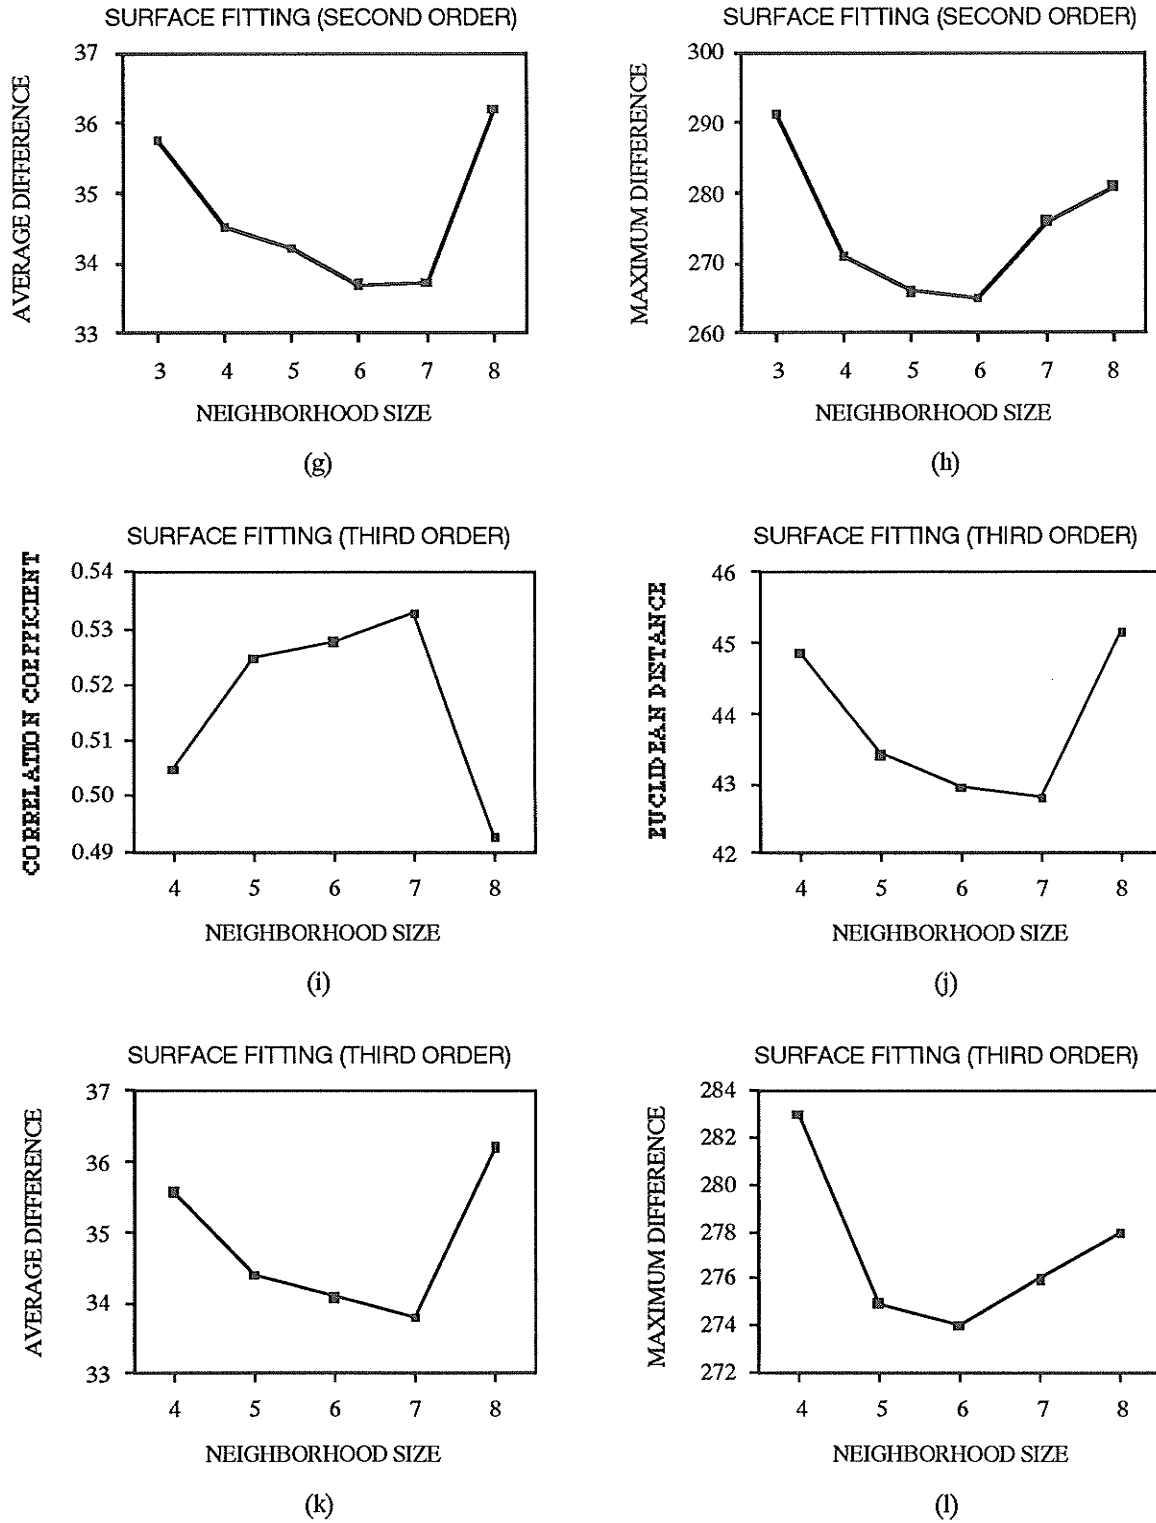 SURFACE FITTING (SECOND ORDER)
AVERAGE DIFFERENCE
37
36
35
34
33
3 4 5 6 7 8
NEIGHBORHOOD SIZE
(g)
SURFACE FITTING (SECOND ORDER)
MAXIMUM DIFFERENCE
300
290
280
270
260
3 4 5 6 7 8
NEIGHBORHOOD SIZE
(h)
SURFACE FITTING (THIRD ORDER)
CORRELATION COEFFICIENT
0.54
0.53
0.52
0.51
0.50
0.49
4 5 6 7 8
NEIGHBORHOOD SIZE
(i)
SURFACE FITTING (THIRD ORDER)
EUCLIDEAN DISTANCE
46
45
44
43
42
4 5 6 7 8
NEIGHBORHOOD SIZE
(j)
SURFACE FITTING (THIRD ORDER)
AVERAGE DIFFERENCE
37
36
35
34
33
4 5 6 7 8
NEIGHBORHOOD SIZE
(k)
SURFACE FITTING (THIRD ORDER)
MAXIMUM DIFFERENCE
284
282
280
278
276
274
272
4 5 6 7 8
NEIGHBORHOOD SIZE
(l)